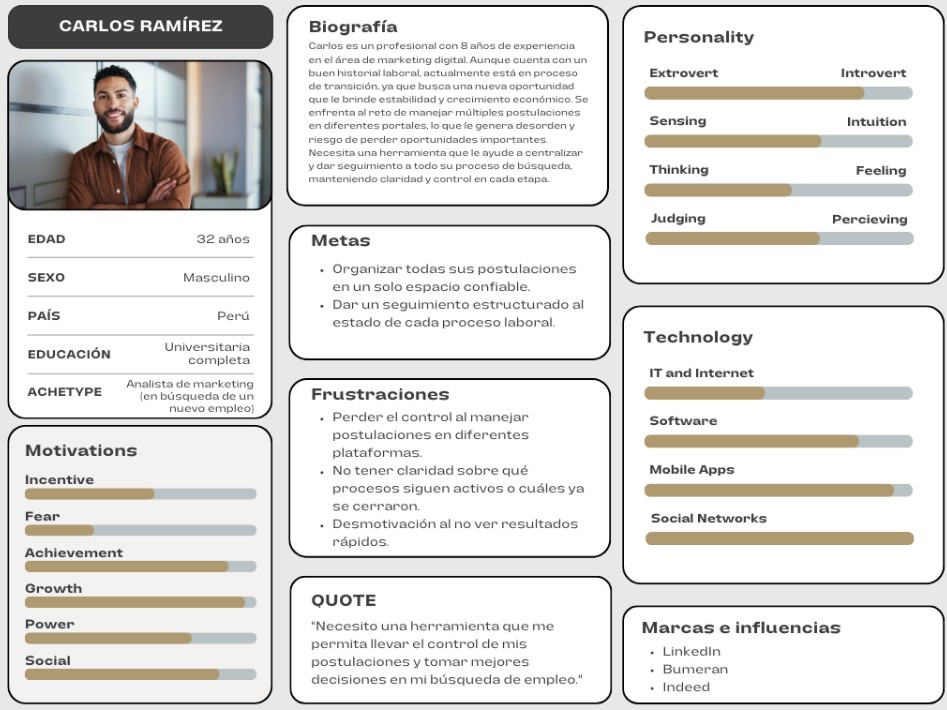 CARLOS RAMÍREZ
EDAD 32 años
SEXO Masculino
PAÍS Perú
EDUCACIÓN Universitaria
completa
ACHETYPE Analista de marketing
(en búsqueda de un
nuevo empleo)
Motivations
Incentive
Fear
Achievement
Growth
Power
Social
Biografía
Carlos es un profesional con 8 años de experiencia
en el área de marketing digital. Aunque cuenta con un
buen historial laboral, actualmente está en proceso
de transición, ya que busca una nueva oportunidad
que le brinde estabilidad y crecimiento económico. Se
enfrenta al reto de manejar múltiples postulaciones
en diferentes portales, lo que le genera desorden y
riesgo de perder oportunidades importantes.
Necesita una herramienta que le ayude a centralizar
y dar seguimiento a todo su proceso de búsqueda,
manteniendo claridad y control en cada etapa.
Metas
• Organizar todas sus postulaciones
en un solo espacio confiable.
• Dar un seguimiento estructurado al
estado de cada proceso laboral.
Frustraciones
• Perder el control al manejar
postulaciones en diferentes
plataformas.
• No tener claridad sobre qué
procesos siguen activos o cuáles ya
se cerraron.
• Desmotivación al no ver resultados
rápidos.
QUOTE
"Necesito una herramienta que me
permita llevar el control de mis
postulaciones y tomar mejores
decisiones en mi búsqueda de empleo."
Personality
Extrovert Introvert
Sensing Intuition
Thinking Feeling
Judging Percieving
Technology
IT and Internet
Software
Mobile Apps
Social Networks
Marcas e influencias
• LinkedIn
• Bumeran
• Indeed